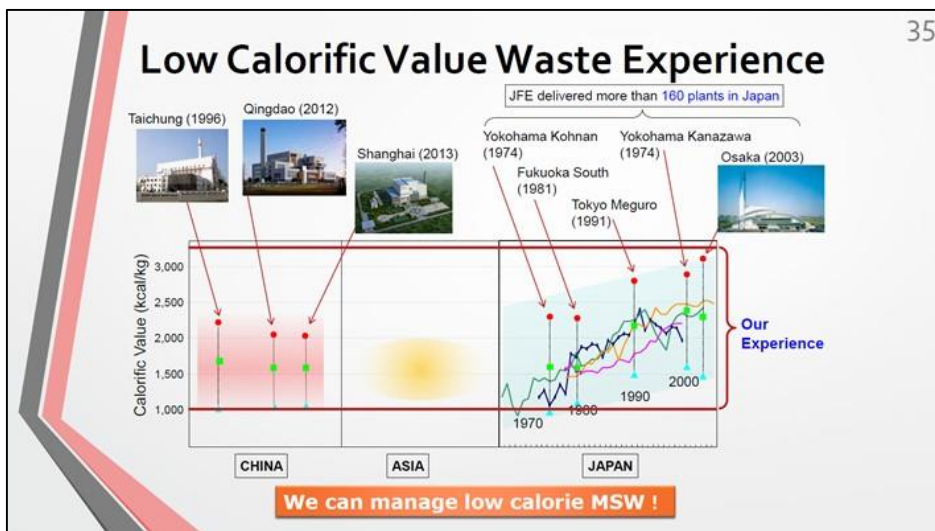 35
Low Calorific Value Waste Experience
JFE delivered more than 160 plants in Japan
Taichung (1996)
Qingdao (2012)
Shanghai (2013)
Yokohama Kohnan
(1974)
Fukuoka South
(1981)
Tokyo Meguro
(1991)
Yokohama Kanazawa
(1974)
Osaka (2003)
Calorific Value (kcal/kg)
3,000
2,500
2,000
1,500
1,000
1970
1980
1990
2000
Our
Experience
CHINA
ASIA
JAPAN
We can manage low calorie MSW !